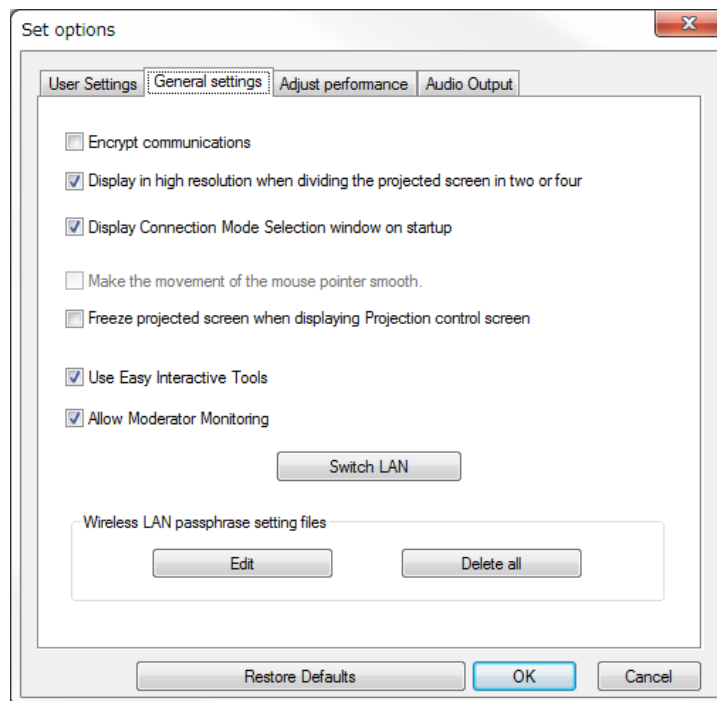 Set options
User Settings
General settings
Adjust performance
Audio Output
Encrypt communications
Display in high resolution when dividing the projected screen in two or four
Display Connection Mode Selection window on startup
Make the movement of the mouse pointer smooth.
Freeze projected screen when displaying Projection control screen
Use Easy Interactive Tools
Allow Moderator Monitoring
Switch LAN
Wireless LAN passphrase setting files
Edit
Delete all
Restore Defaults
OK
Cancel